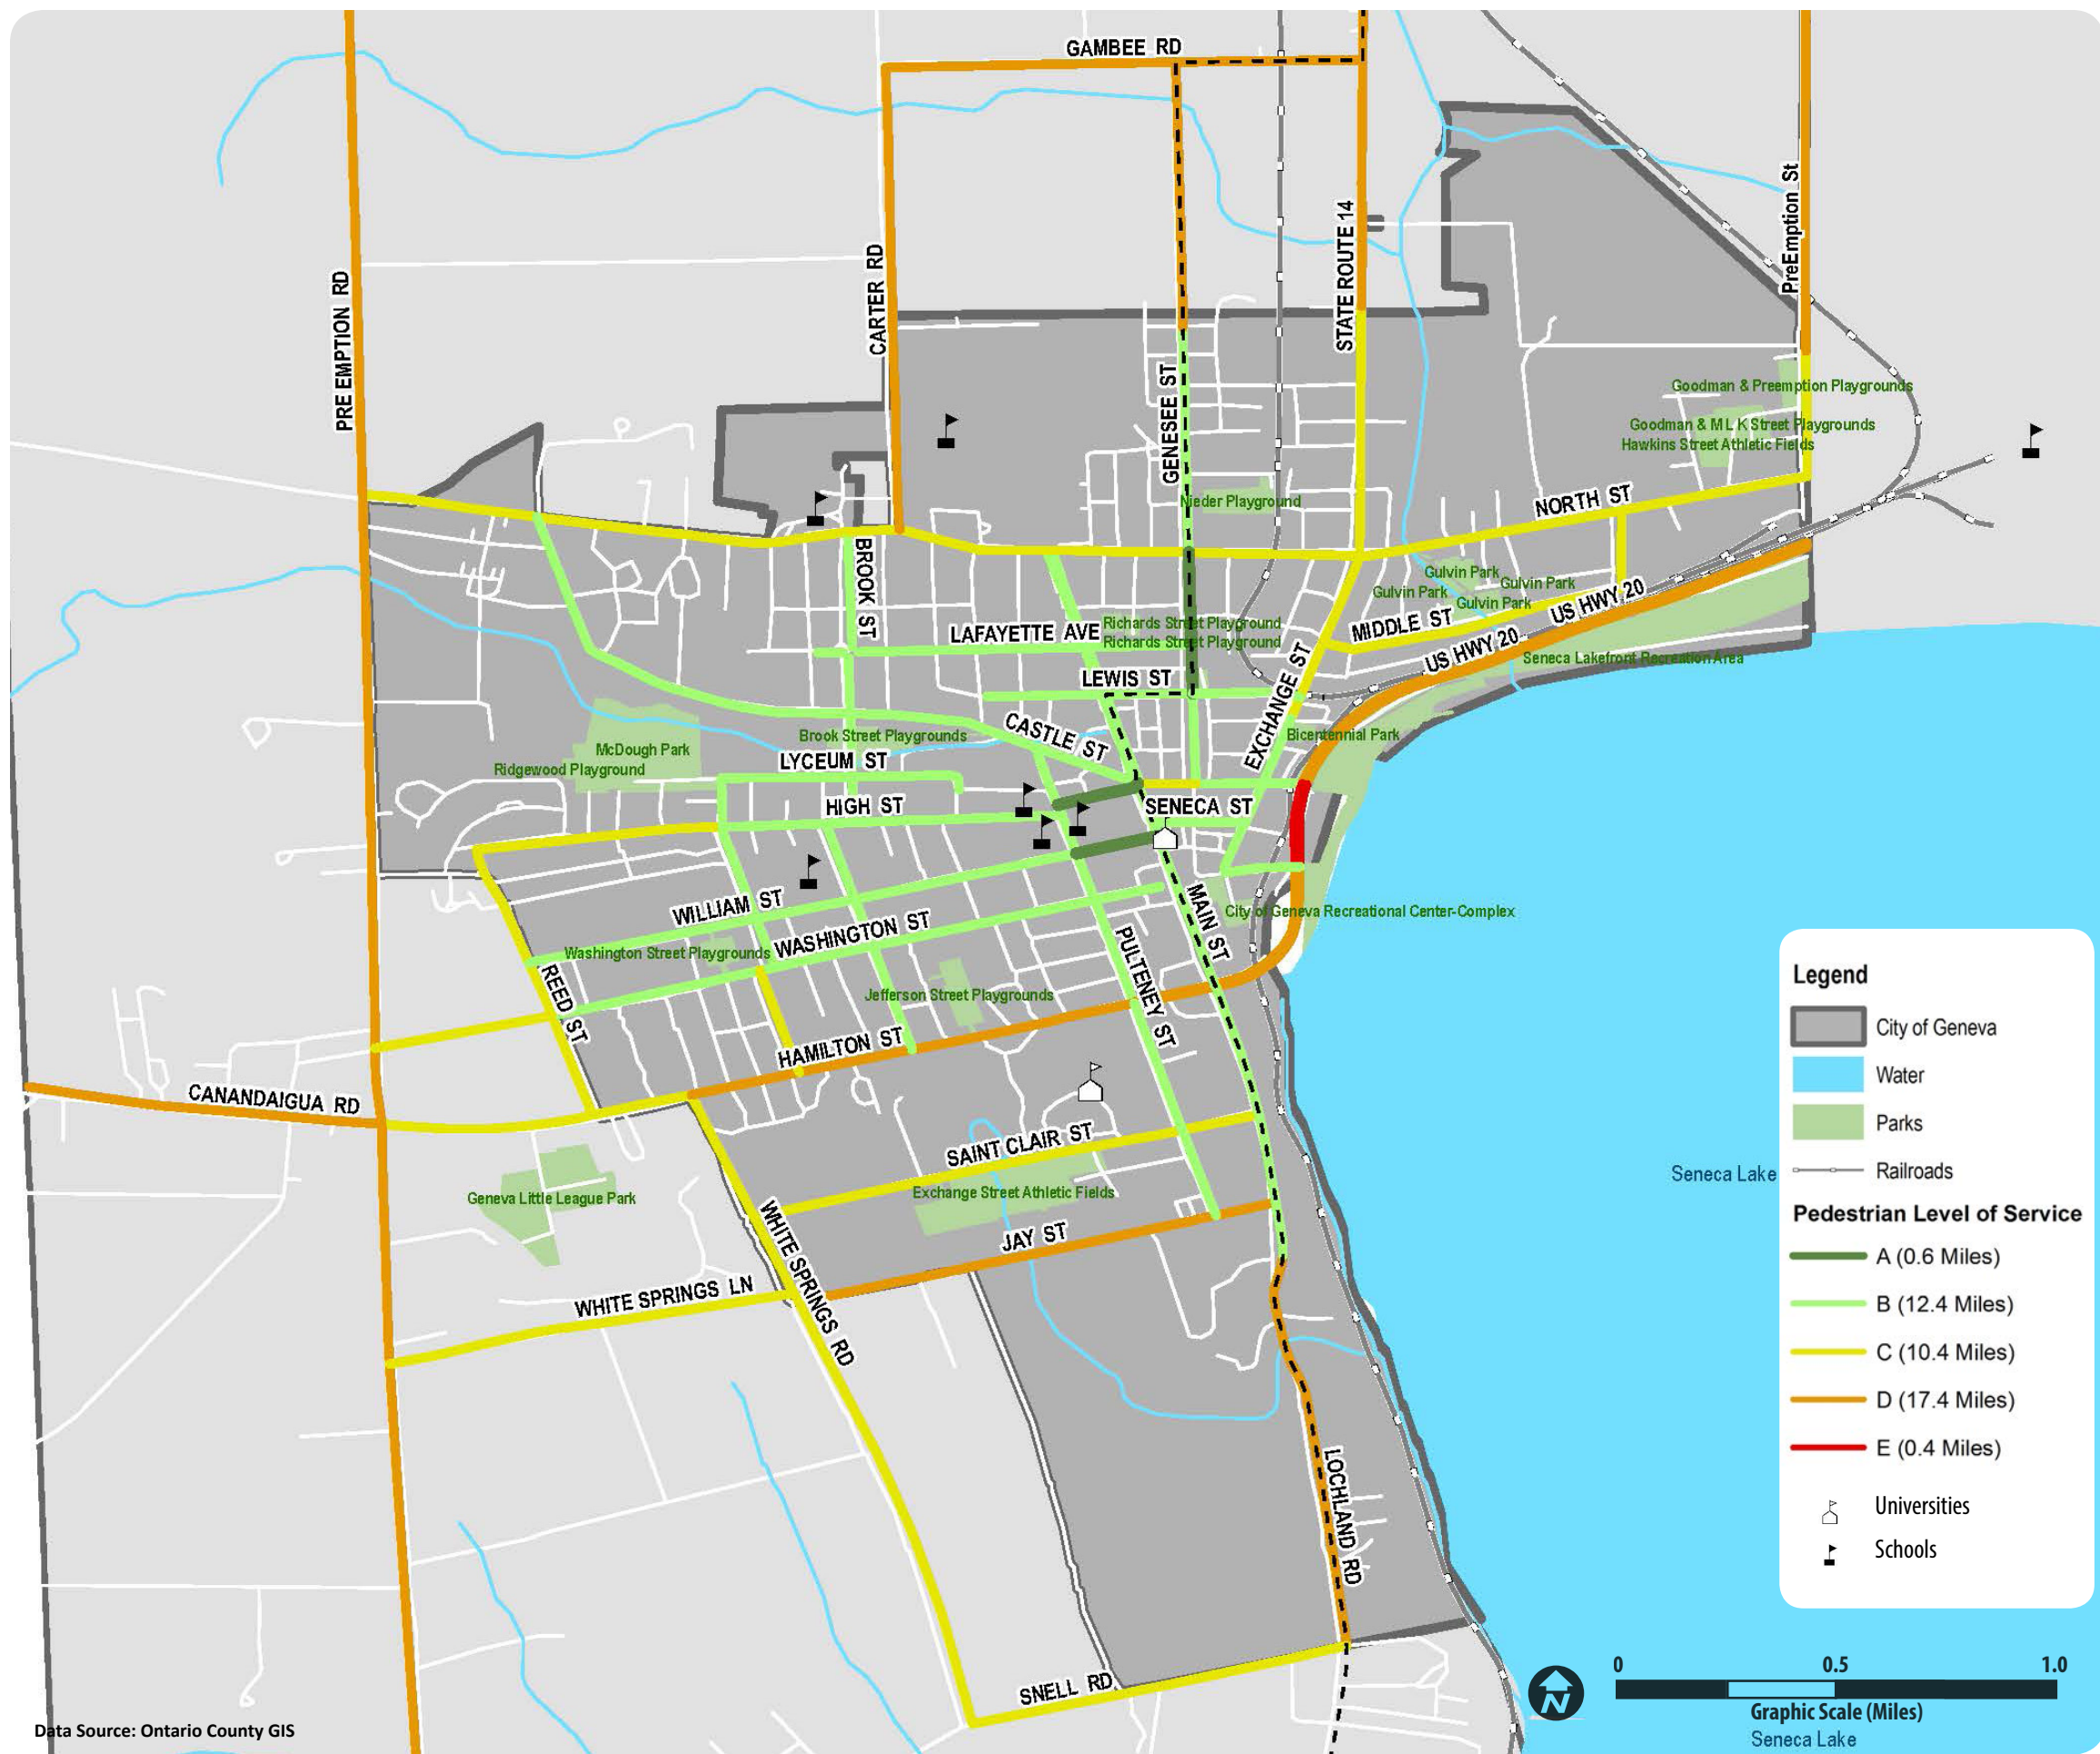 GAMBEE RD
PreEmption St
STATE ROUTE 14
CARTER RD
PRE EMPTION RD
GENESEE ST
Goodman & Preemption Playgrounds
Goodman & M L K Street Playgrounds
Hawkins Street Athletic Fields
NORTH ST
Nieder Playground
BROOK ST
Gulvin Park
Gulvin Park
Gulvin Park
Gulvin Park
US HWY 20
MIDDLE ST
LAFAYETTE AVE
Richards Street Playground
Richards Street Playground
US HWY 20
Seneca Lakefront Recreation Area
LEWIS ST
EXCHANGE ST
CASTLE ST
Brook Street Playgrounds
Bicentennial Park
McDough Park
LYCEUM ST
Ridgewood Playground
HIGH ST
SENECA ST
WILLIAM ST
MAIN ST
City of Geneva Recreational Center-Complex
WASHINGTON ST
Washington Street Playgrounds
PULTENEY ST
REED ST
Jefferson Street Playgrounds
HAMILTON ST
CANANDAIGUA RD
SAINT CLAIR ST
Exchange Street Athletic Fields
Geneva Little League Park
JAY ST
WHITE SPRINGS RD
WHITE SPRINGS LN
LOCHLAND RD
SNELL RD
Seneca Lake
Legend
City of Geneva
Water
Parks
Railroads
Pedestrian Level of Service
A (0.6 Miles)
B (12.4 Miles)
C (10.4 Miles)
D (17.4 Miles)
E (0.4 Miles)
Universities
Schools
N
0 0.5 1.0
Graphic Scale (Miles)
Seneca Lake
Data Source: Ontario County GIS